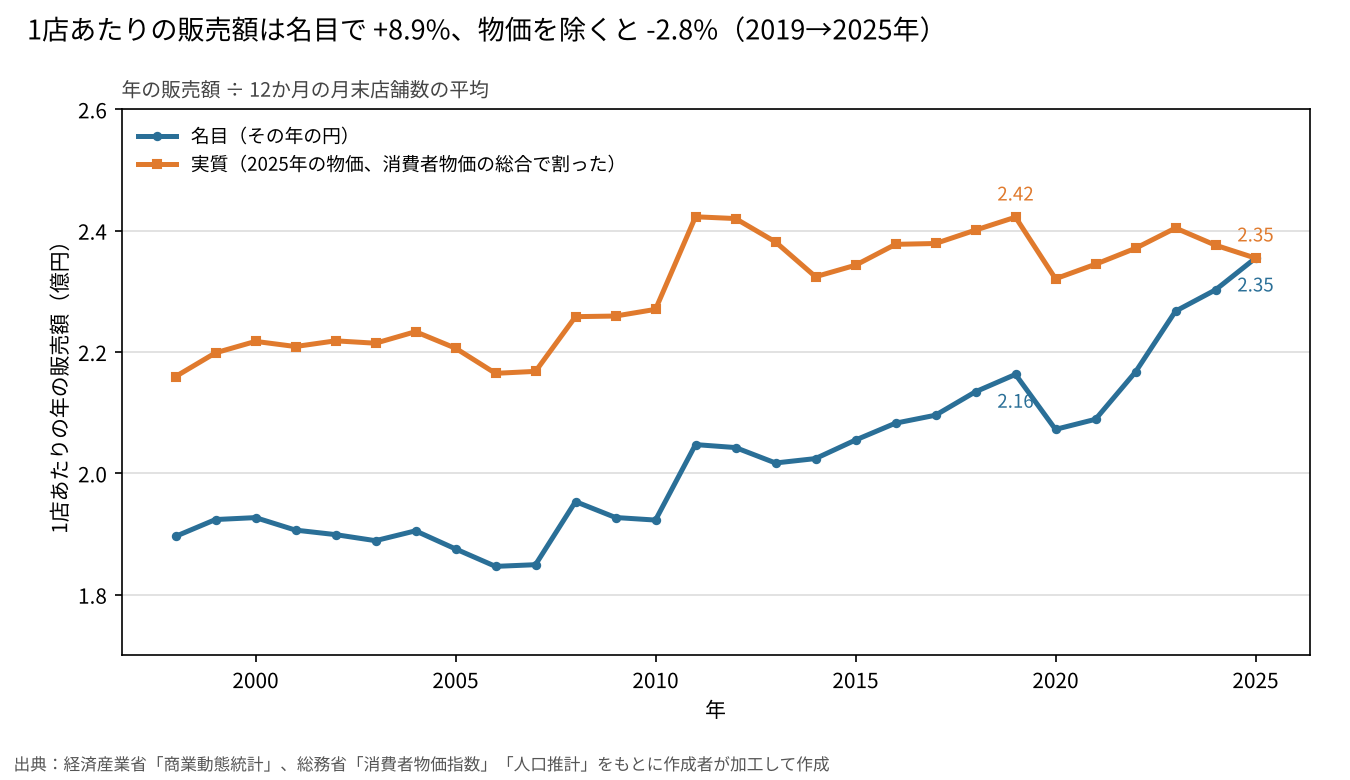 1店あたりの販売額は名目で +8.9%、物価を除くと -2.8%（2019→2025年）
年の販売額 ÷ 12か月の月末店舗数の平均
名目（その年の円）
実質（2025年の物価、消費者物価の総合で割った）
1店あたりの年の販売額（億円）
2.6
2.4
2.2
2.0
1.8
2.42
2.35
2.35
2.16
2000
2005
2010
2015
2020
2025
年
出典：経済産業省「商業動態統計」、総務省「消費者物価指数」「人口推計」をもとに作成者が加工して作成